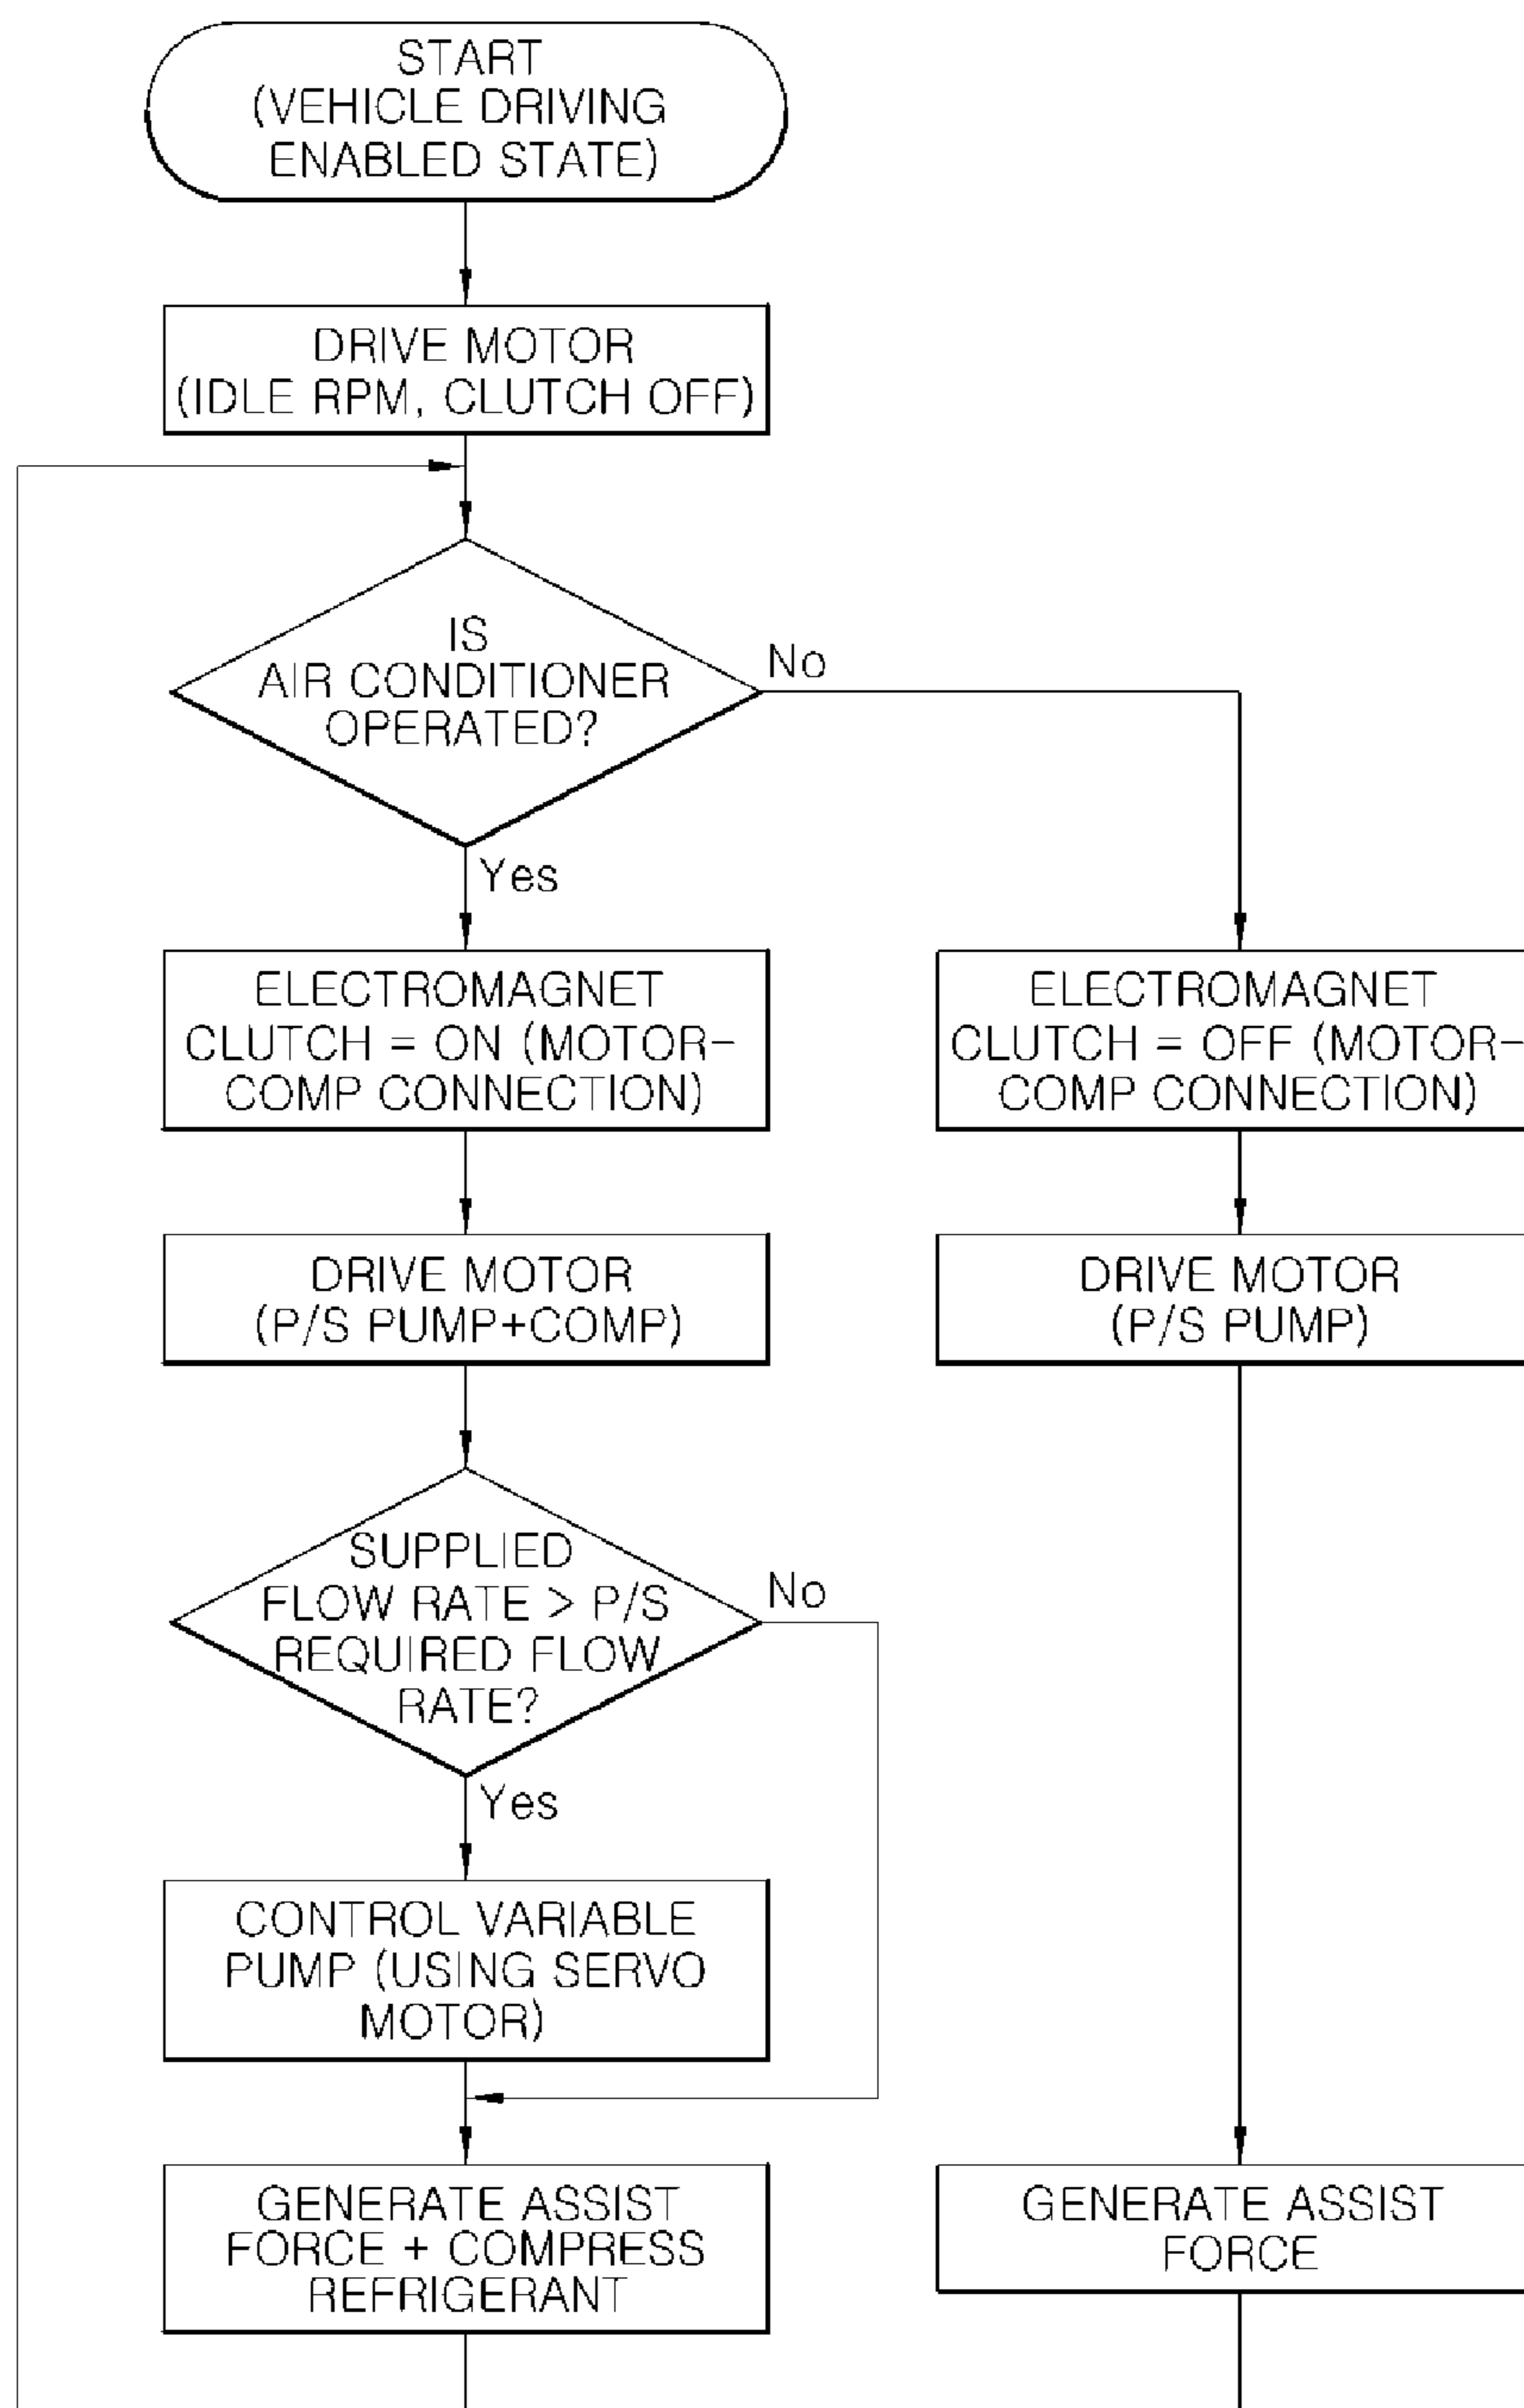 START
(VEHICLE DRIVING
ENABLED STATE)
DRIVE MOTOR
(IDLE RPM, CLUTCH OFF)
IS
AIR CONDITIONER
OPERATED?
No
Yes
ELECTROMAGNET
CLUTCH = ON (MOTOR-
COMP CONNECTION)
ELECTROMAGNET
CLUTCH = OFF (MOTOR-
COMP CONNECTION)
DRIVE MOTOR
(P/S PUMP+COMP)
DRIVE MOTOR
(P/S PUMP)
SUPPLIED
FLOW RATE > P/S
REQUIRED FLOW
RATE?
No
Yes
CONTROL VARIABLE
PUMP (USING SERVO
MOTOR)
GENERATE ASSIST
FORCE + COMPRESS
REFRIGERANT
GENERATE ASSIST
FORCE